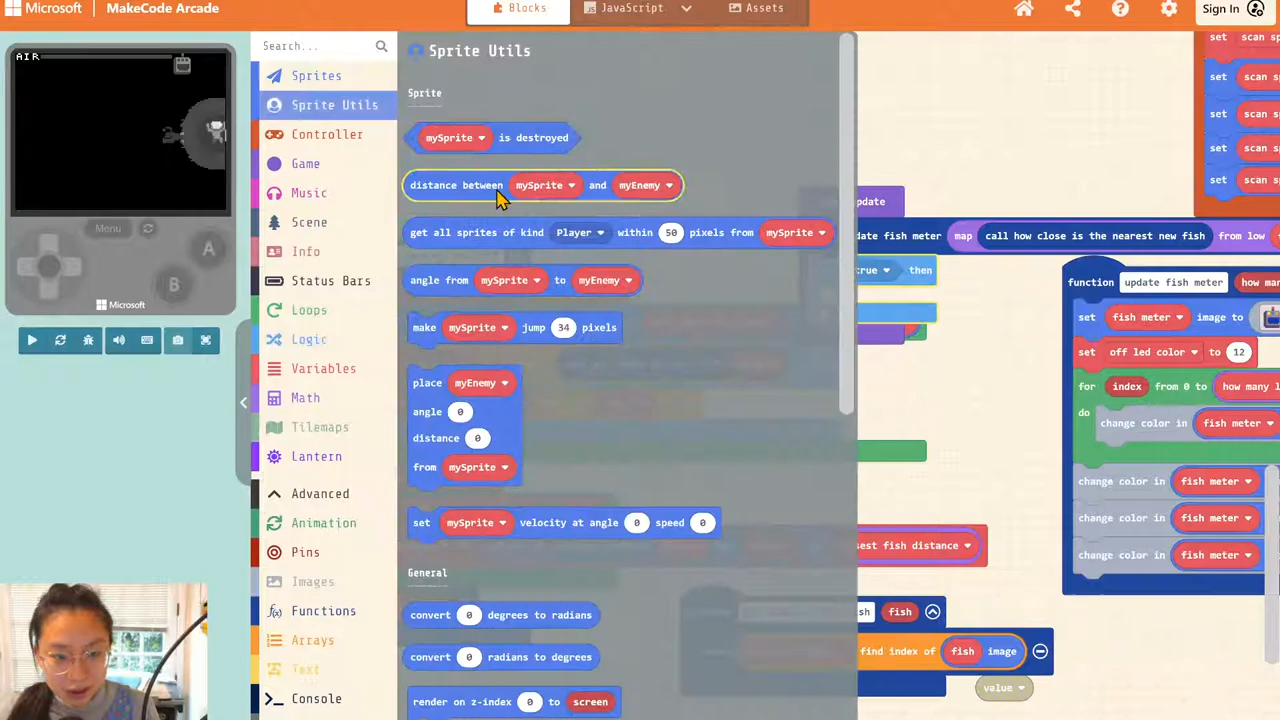 Microsoft MakeCode Arcade Blocks JavaScript Assets Sign In
AIR
Menu
A
B
Microsoft
Search...
Sprites
Sprite Utils
Controller
Game
Music
Scene
Info
Status Bars
Loops
Logic
Variables
Math
Tilemaps
Lantern
Advanced
Animation
Pins
Images
Functions
Arrays
Text
Console
Sprite Utils
Sprite
mySprite is destroyed
distance between mySprite and myEnemy
get all sprites of kind Player within 50 pixels from mySprite
angle from mySprite to myEnemy
make mySprite jump 34 pixels
place myEnemy
angle 0
distance 0
from mySprite
set mySprite velocity at angle 0 speed 0
General
convert 0 degrees to radians
convert 0 radians to degrees
render on z-index 0 to screen
date fish meter map call how close is the nearest new fish from low
true then
est fish distance
fish
find index of fish image
value
set scan
set scan sp
set scan sp
set scan sp
set scan sp
function update fish meter how man
set fish meter image to
set off led color to 12
for index from 0 to how many l
do change color in fish meter
change color in fish meter
change color in fish meter
change color in fish meter